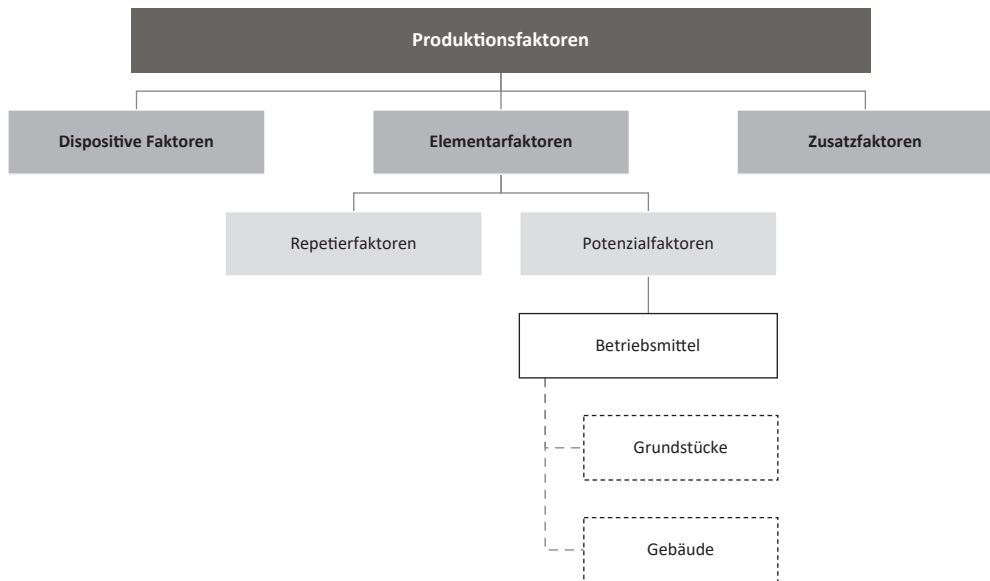 Produktionsfaktoren
Dispositive Faktoren
Elementarfaktoren
Zusatzfaktoren
Repetierfaktoren
Potenzialfaktoren
Betriebsmittel
Grundstücke
Gebäude